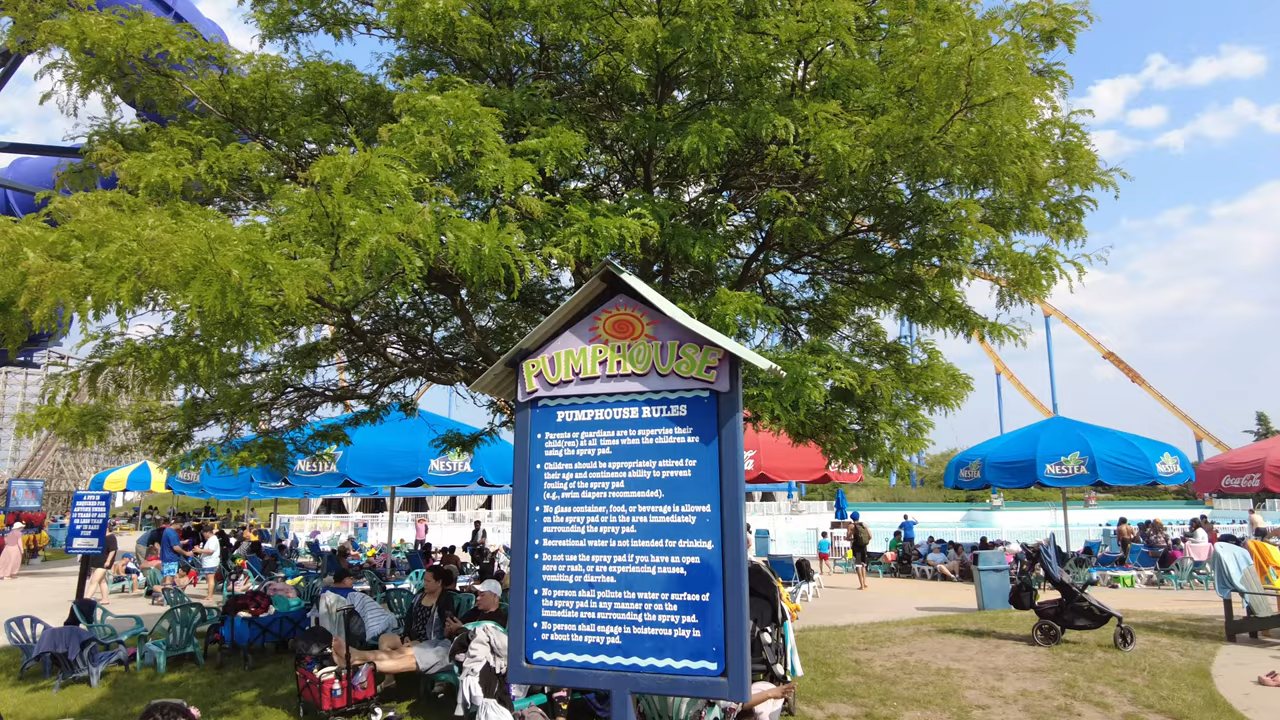 PUMPHOUSE
PUMPHOUSE RULES
• Parents or guardians are to supervise their
child(ren) at all times when the children are
using the spray pad.
• Children should be appropriately attired for
their age and continence ability to prevent
fouling of the spray pad
(e.g., swim diapers recommended).
• No glass container, food, or beverage is allowed
on the spray pad or in the area immediately
surrounding the spray pad.
• Recreational water is not intended for drinking.
• Do not use the spray pad if you have an open
sore or rash, or are experiencing nausea,
vomiting or diarrhea.
• No person shall pollute the water or surface of
the spray pad in any manner or on the
immediate area surrounding the spray pad.
• No person shall engage in boisterous play in
or about the spray pad.
NESTEA
NESTEA
NESTEA
NESTEA
NESTEA
NESTEA
Coca-Cola
A PFD IS
REQUIRED FOR
ANYONE UNDER